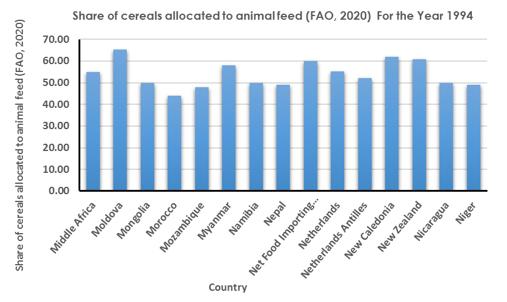 Share of cereals allocated to animal feed (FAO, 2020) For the Year 1994
Share of cereals allocated to animal feed (FAO, 2020)
70.00
60.00
50.00
40.00
30.00
20.00
10.00
0.00
Middle Africa
Moldova
Mongolia
Morocco
Mozambique
Myanmar
Namibia
Nepal
Net Food Importing...
Netherlands
Netherlands Antilles
New Caledonia
New Zealand
Nicaragua
Niger
Country